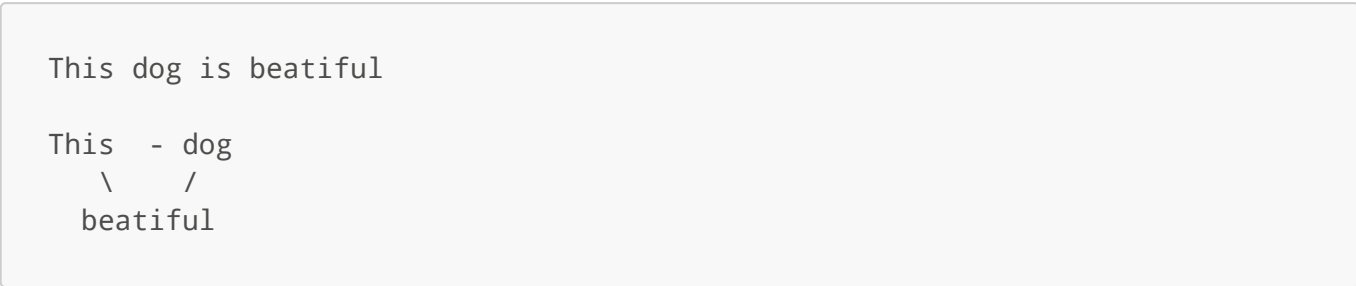 This dog is beatiful
This  - dog
\     /
beatiful